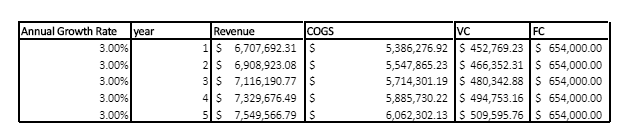 Annual Growth Rate year Revenue COGS VC FC
3.00% 1 $ 6,707,692.31 $ 5,386,276.92 $ 452,769.23 $ 654,000.00
3.00% 2 $ 6,908,923.08 $ 5,547,865.23 $ 466,352.31 $ 654,000.00
3.00% 3 $ 7,116,190.77 $ 5,714,301.19 $ 480,342.88 $ 654,000.00
3.00% 4 $ 7,329,676.49 $ 5,885,730.22 $ 494,753.16 $ 654,000.00
3.00% 5 $ 7,549,566.79 $ 6,062,302.13 $ 509,595.76 $ 654,000.00